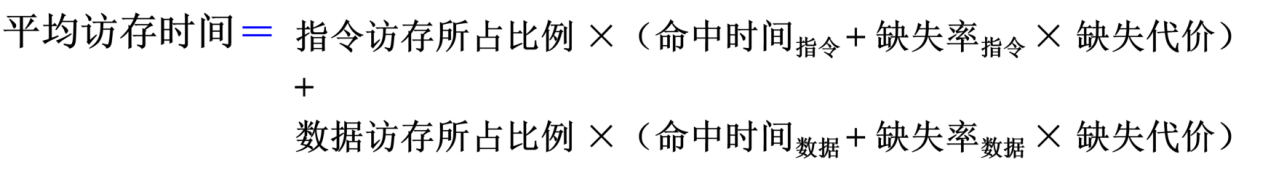 平均访存时间= 指令访存所占比例 ×（命中时间指令+ 缺失率指令× 缺失代价）
+
数据访存所占比例 ×（命中时间数据+ 缺失率数据× 缺失代价）